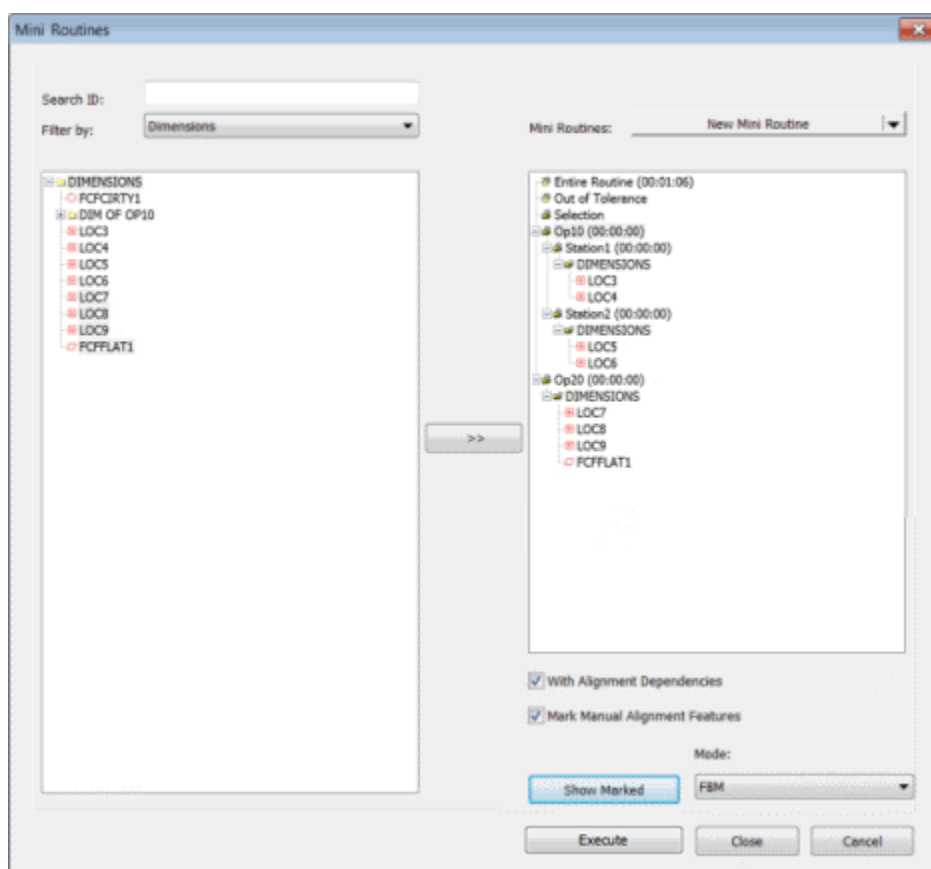 Mini Routines
Search ID:
Filter by: Dimensions
DIMENSIONS
FCFCIRTY1
DIM OF OP10
LOC3
LOC4
LOC5
LOC6
LOC7
LOC8
LOC9
FCFFLAT1
>>
Mini Routines: New Mini Routine
Entire Routine (00:01:06)
Out of Tolerance
Selection
Op10 (00:00:00)
Station1 (00:00:00)
DIMENSIONS
LOC3
LOC4
Station2 (00:00:00)
DIMENSIONS
LOC5
LOC6
Op20 (00:00:00)
DIMENSIONS
LOC7
LOC8
LOC9
FCFFLAT1
With Alignment Dependencies
Mark Manual Alignment Features
Mode:
Show Marked FBM
Execute Close Cancel